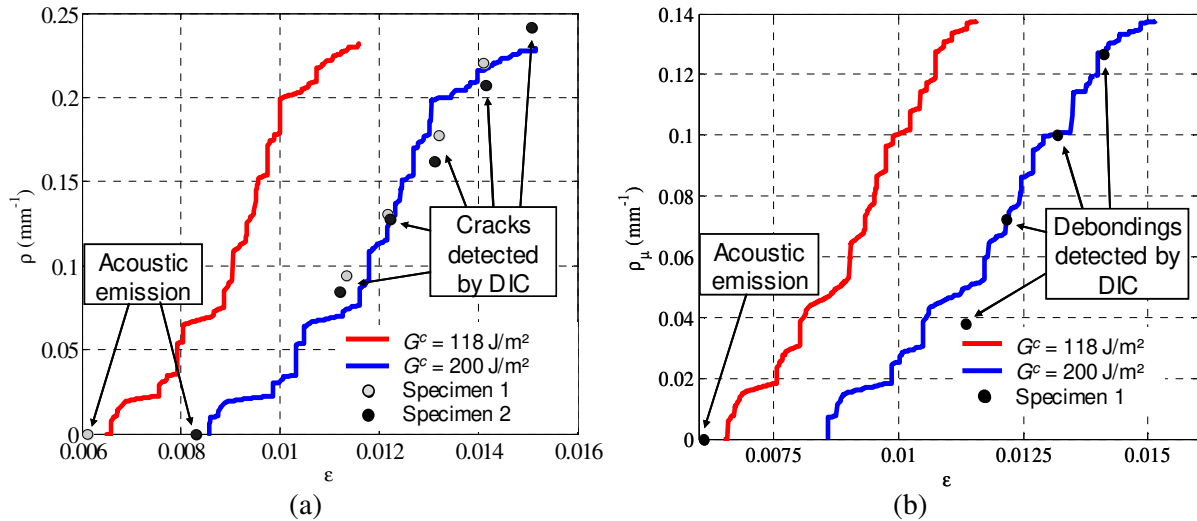 0.25
0.2
0.15
0.1
0.05
0
ρ (mm⁻¹)
0.006
0.008
0.01
0.012
0.014
0.016
ε
Acoustic
emission
Cracks
detected
by DIC
Gᶜ = 118 J/m²
Gᶜ = 200 J/m²
Specimen 1
Specimen 2
(a)
0.14
0.12
0.1
0.08
0.06
0.04
0.02
0
ρμ (mm⁻¹)
0.0075
0.01
0.0125
0.015
ε
Acoustic
emission
Debondings
detected by
DIC
Gᶜ = 118 J/m²
Gᶜ = 200 J/m²
Specimen 1
(b)